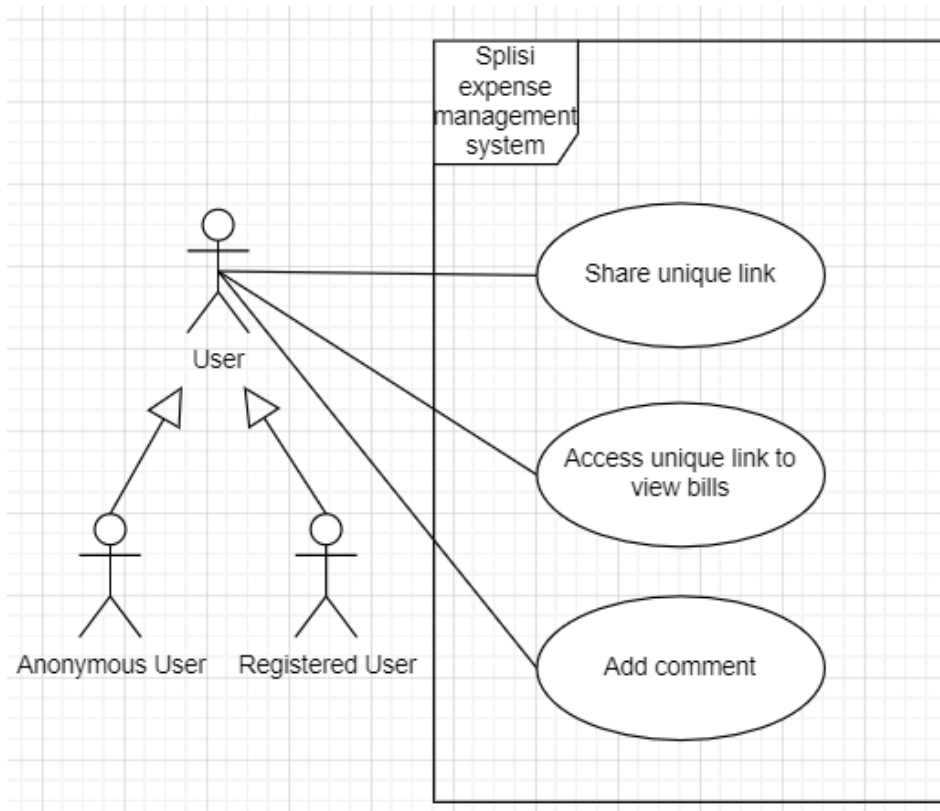 Splisi
expense
management
system
Share unique link
User
Access unique link to
view bills
Anonymous User
Registered User
Add comment